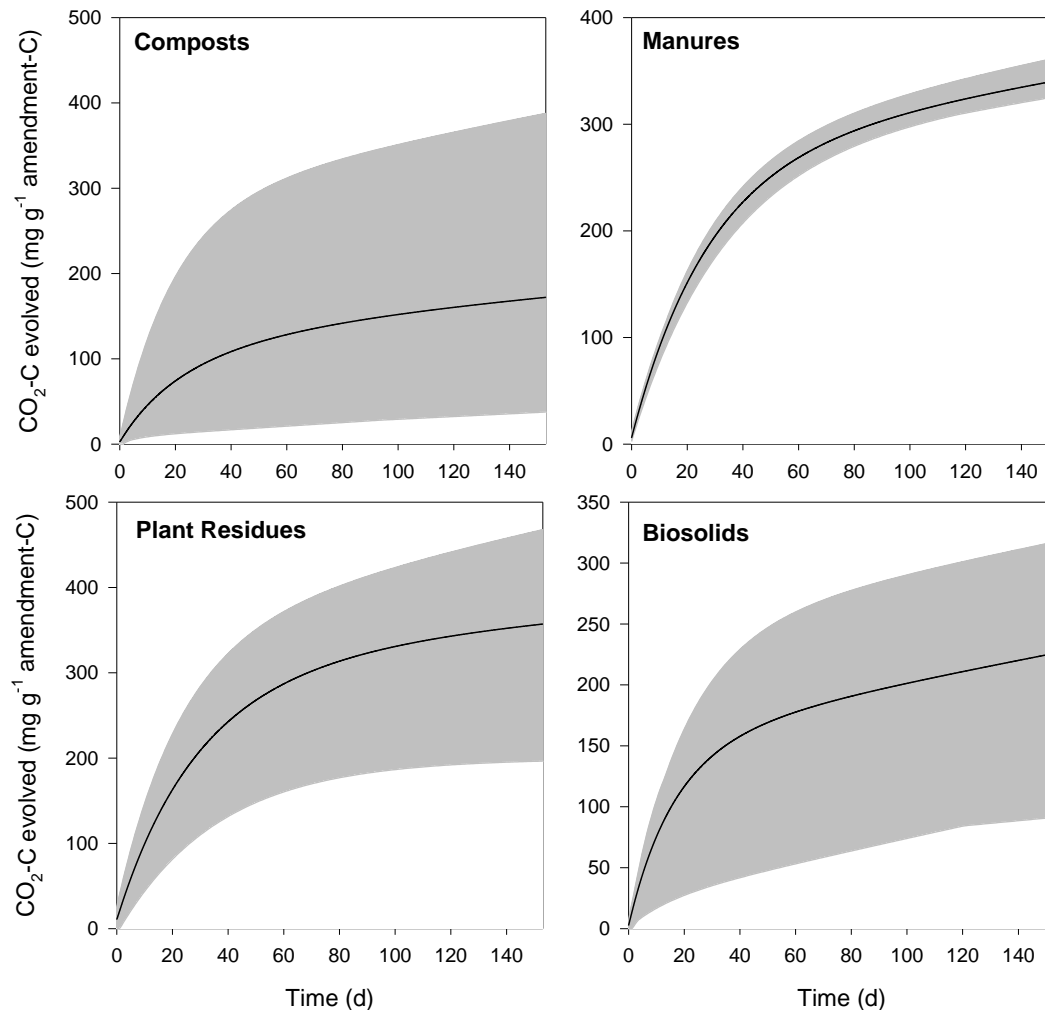 Composts
500
400
300
200
100
0
0 20 40 60 80 100 120 140
CO₂-C evolved (mg g⁻¹ amendment-C)
Manures
400
300
200
100
0
0 20 40 60 80 100 120 140
Plant Residues
500
400
300
200
100
0
0 20 40 60 80 100 120 140
CO₂-C evolved (mg g⁻¹ amendment-C)
Time (d)
Biosolids
350
300
250
200
150
100
50
0
0 20 40 60 80 100 120 140
Time (d)